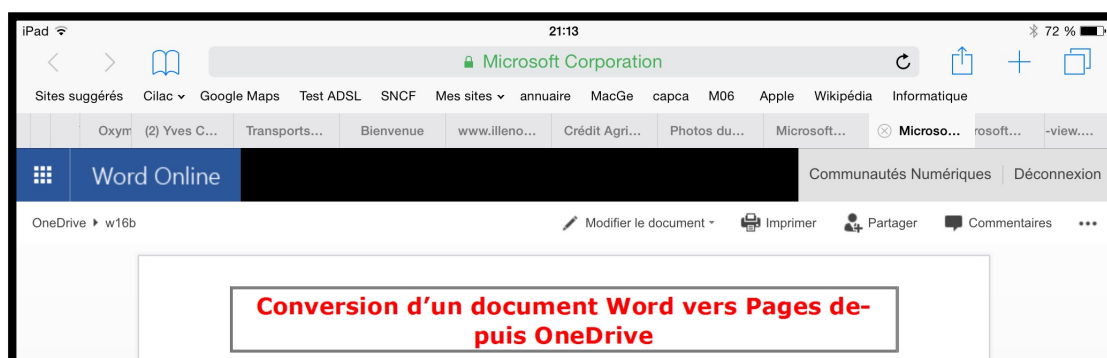 iPad 21:13 72 %
Microsoft Corporation
Sites suggérés Cilac Google Maps Test ADSL SNCF Mes sites annuaire MacGe capca M06 Apple Wikipédia Informatique
Oxym (2) Yves C... Transports... Bienvenue www.illeno... Crédit Agri... Photos du... Microsoft... Microso... rosoft... -view....
Word Online Communautés Numériques Déconnexion
OneDrive w16b Modifier le document Imprimer Partager Commentaires
Conversion d'un document Word vers Pages de-
puis OneDrive